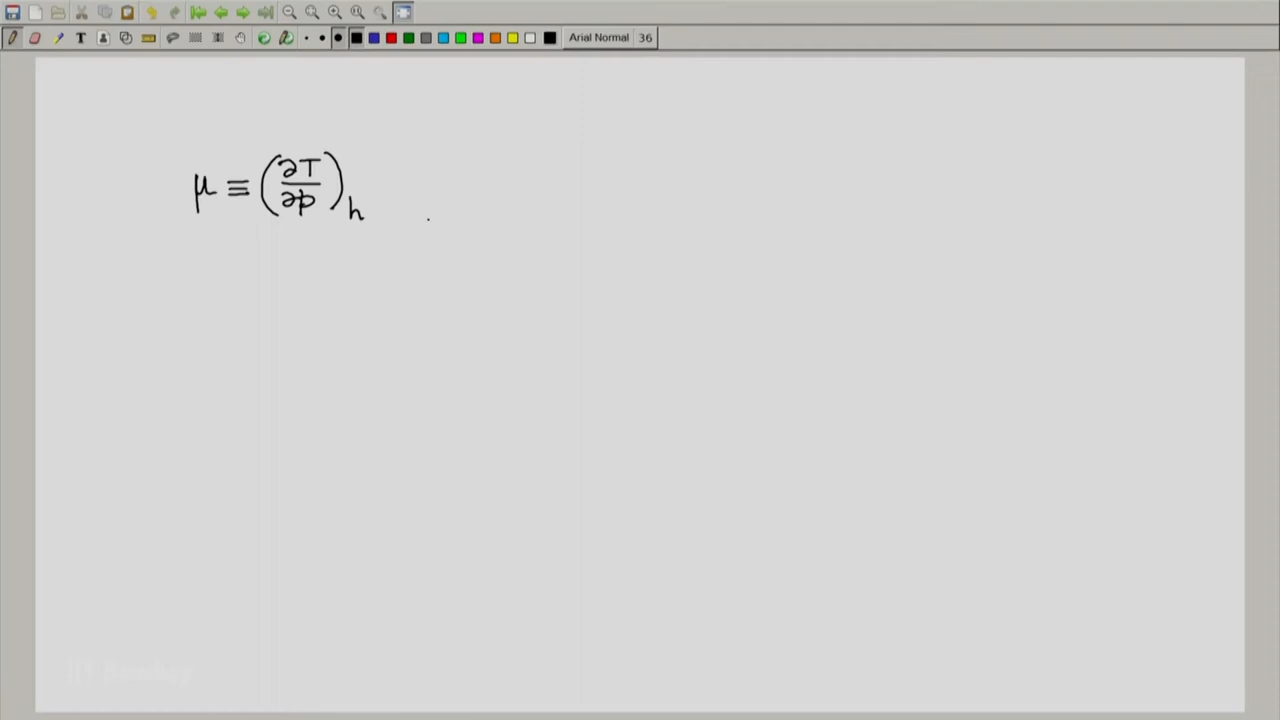 Arial Normal 36
μ ≡ (∂T/∂p)_h